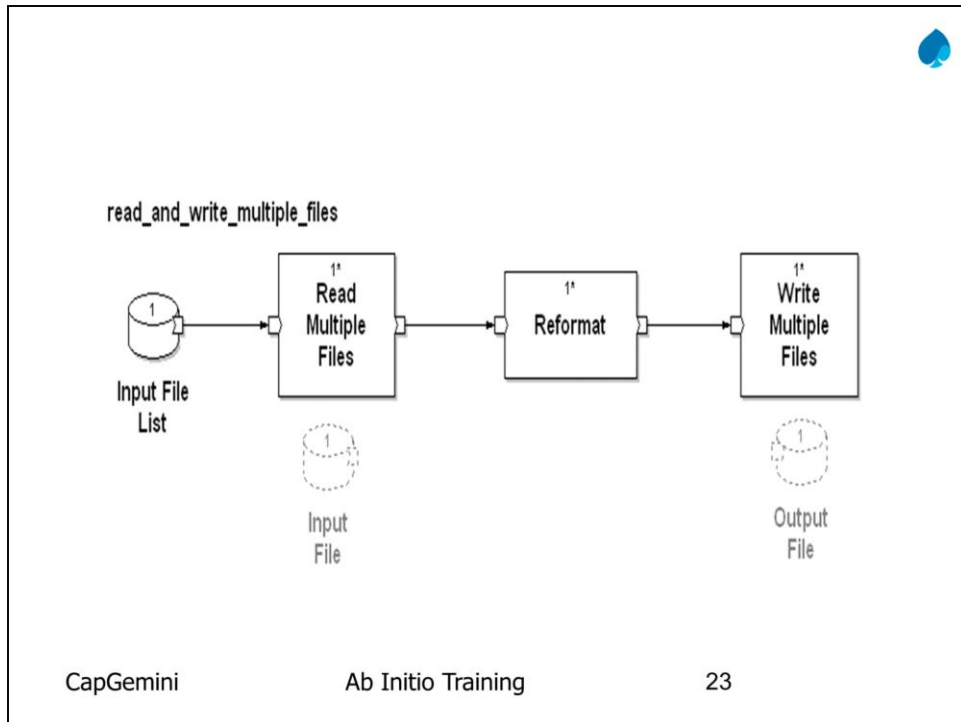 read_and_write_multiple_files
1
Input File
List
1*
Read
Multiple
Files
1*
Reformat
1*
Write
Multiple
Files
1
Input
File
1
Output
File
CapGemini Ab Initio Training 23